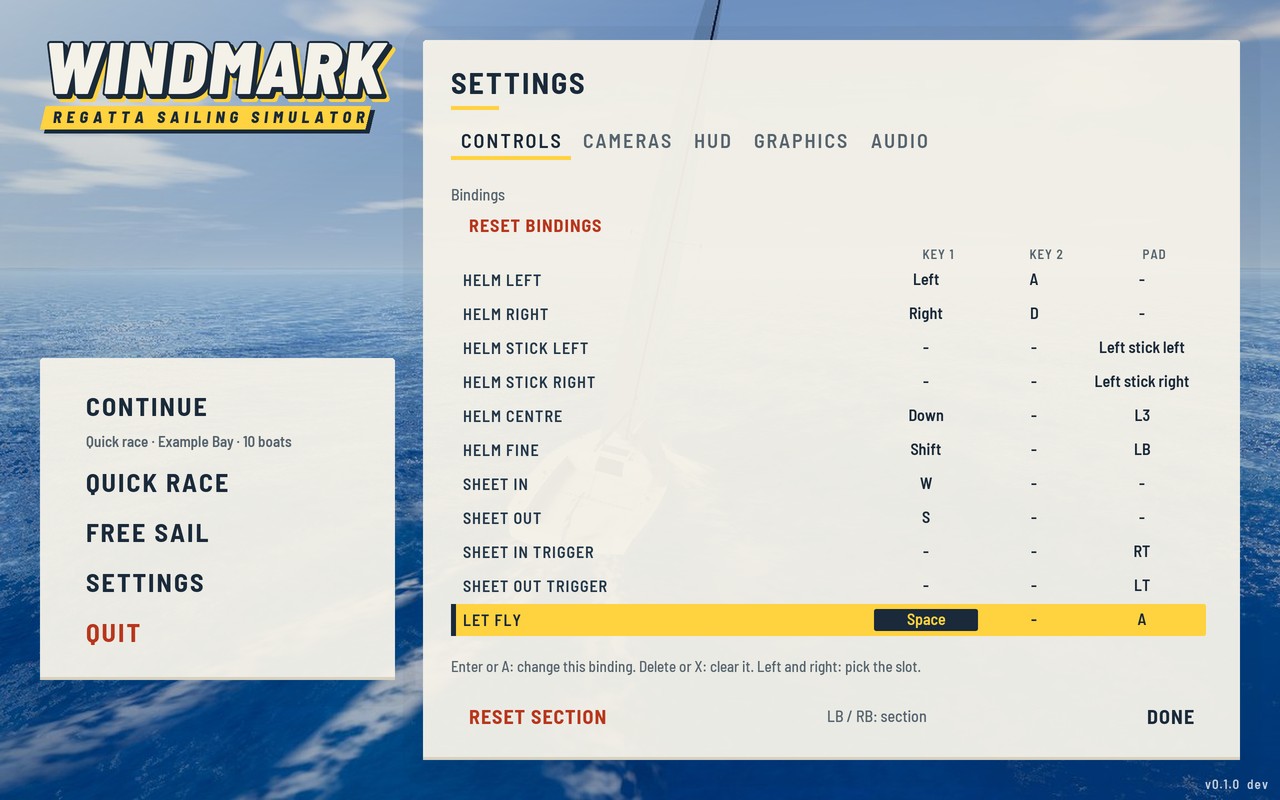 WINDMARK
REGATTA SAILING SIMULATOR
CONTINUE
Quick race · Example Bay · 10 boats
QUICK RACE
FREE SAIL
SETTINGS
QUIT
SETTINGS
CONTROLS CAMERAS HUD GRAPHICS AUDIO
Bindings
RESET BINDINGS
KEY 1 KEY 2 PAD
HELM LEFT Left A -
HELM RIGHT Right D -
HELM STICK LEFT - - Left stick left
HELM STICK RIGHT - - Left stick right
HELM CENTRE Down - L3
HELM FINE Shift - LB
SHEET IN W - -
SHEET OUT S - -
SHEET IN TRIGGER - - RT
SHEET OUT TRIGGER - - LT
LET FLY Space - A
Enter or A: change this binding. Delete or X: clear it. Left and right: pick the slot.
RESET SECTION LB / RB: section DONE
v0.1.0 dev